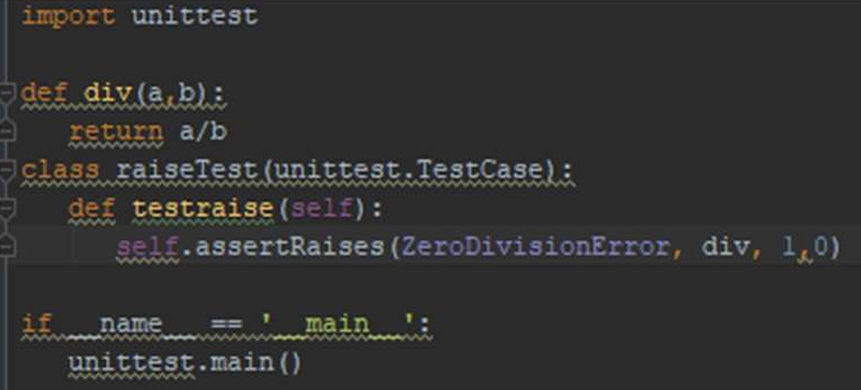 import unittest
def div(a,b):
   return a/b
class raiseTest(unittest.TestCase):
   def testraise(self):
      self.assertRaises(ZeroDivisionError, div, 1,0)
if __name__ == '__main__':
   unittest.main()